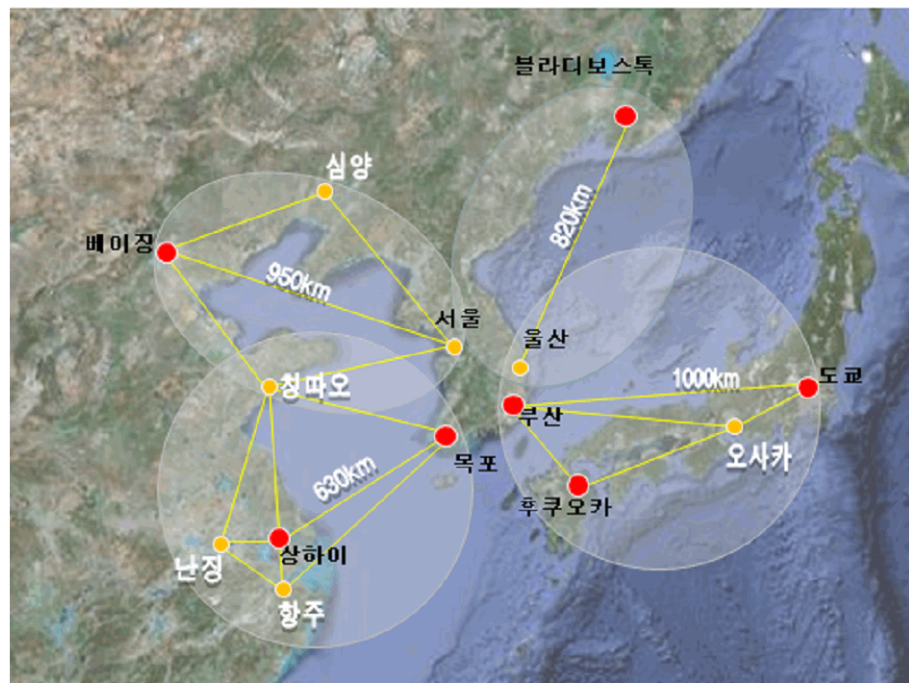 블라디보스톡
심양
베이징
820km
950km
서울
울산
1000km
도쿄
칭따오
부산
오사카
목포
630km
후쿠오카
상하이
난징
항주